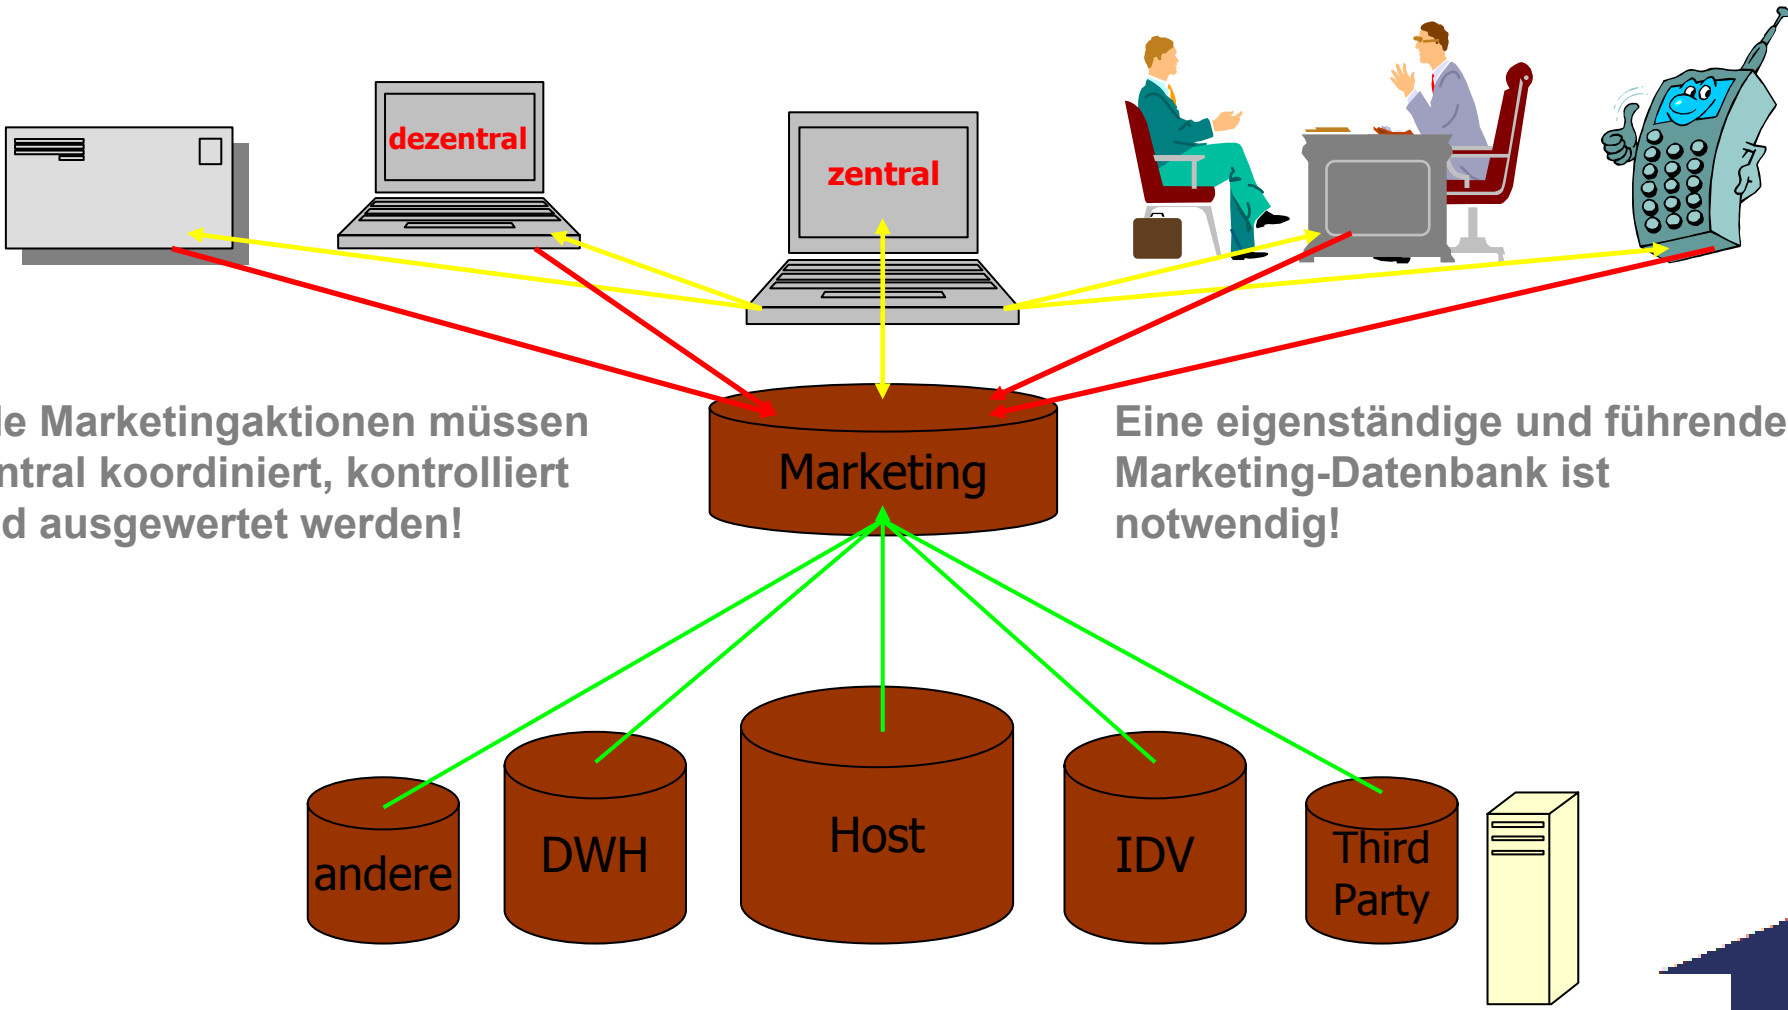 dezentral
zentral
le Marketingaktionen müssen
ntral koordiniert, kontrolliert
d ausgewertet werden!
Marketing
Eine eigenständige und führende
Marketing-Datenbank ist
notwendig!
andere
DWH
Host
IDV
Third
Party